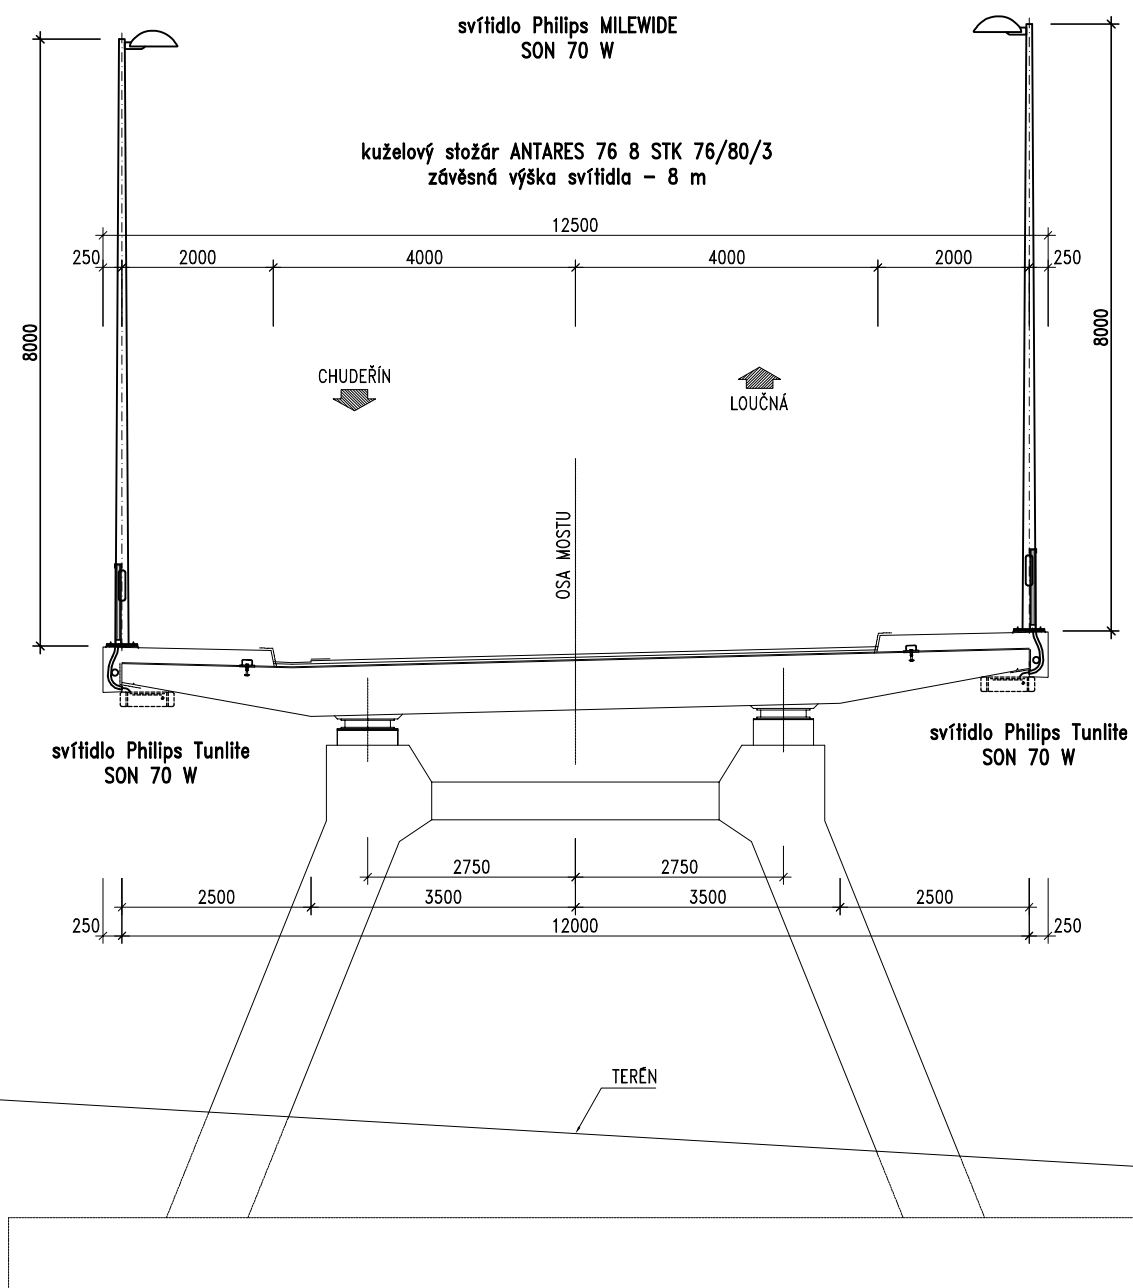 svítidlo Philips MILEWIDE
SON 70 W
kuželový stožár ANTARES 76 8 STK 76/80/3
závěsná výška svítidla - 8 m
12500
250 2000 4000 4000 2000 250
8000
8000
CHUDEŘÍN
LOUČNÁ
OSA MOSTU
svítidlo Philips Tunlite
SON 70 W
svítidlo Philips Tunlite
SON 70 W
2750 2750
2500 3500 3500 2500
250 12000 250
TERÉN